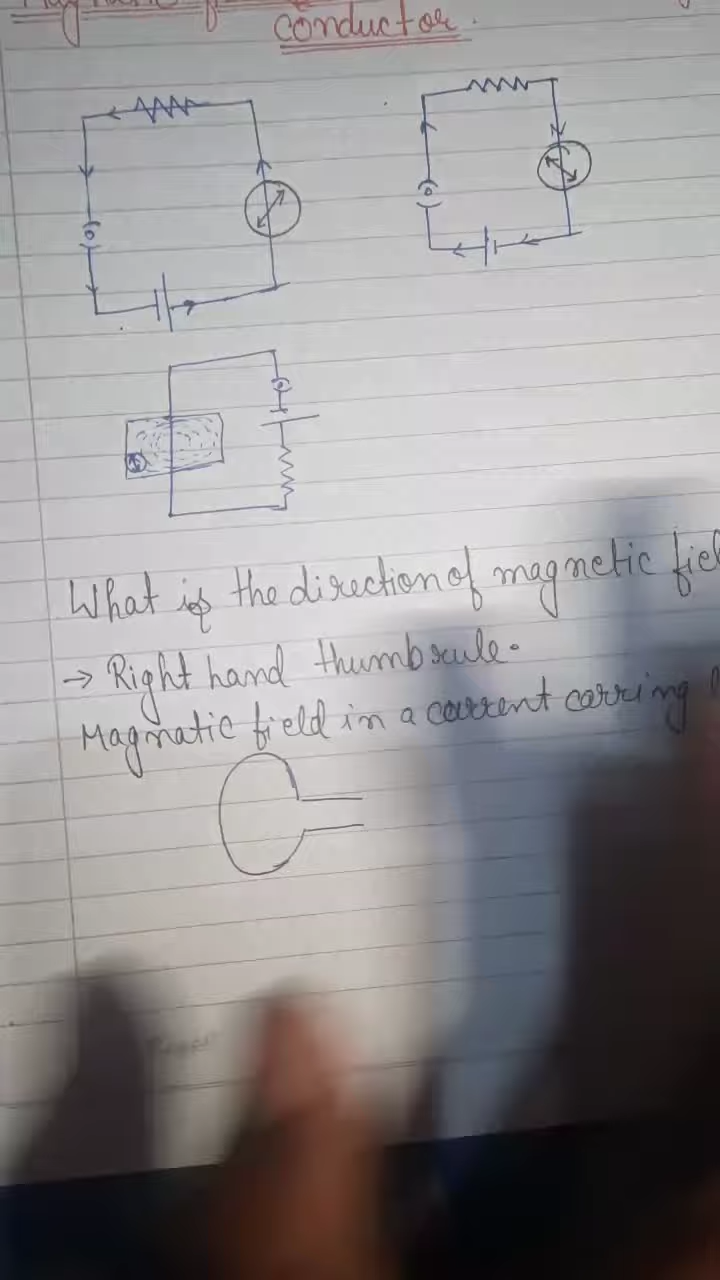 conductor.
What is the direction of magnetic
→ Right hand thumb rule.
Magnatic field in a current carring